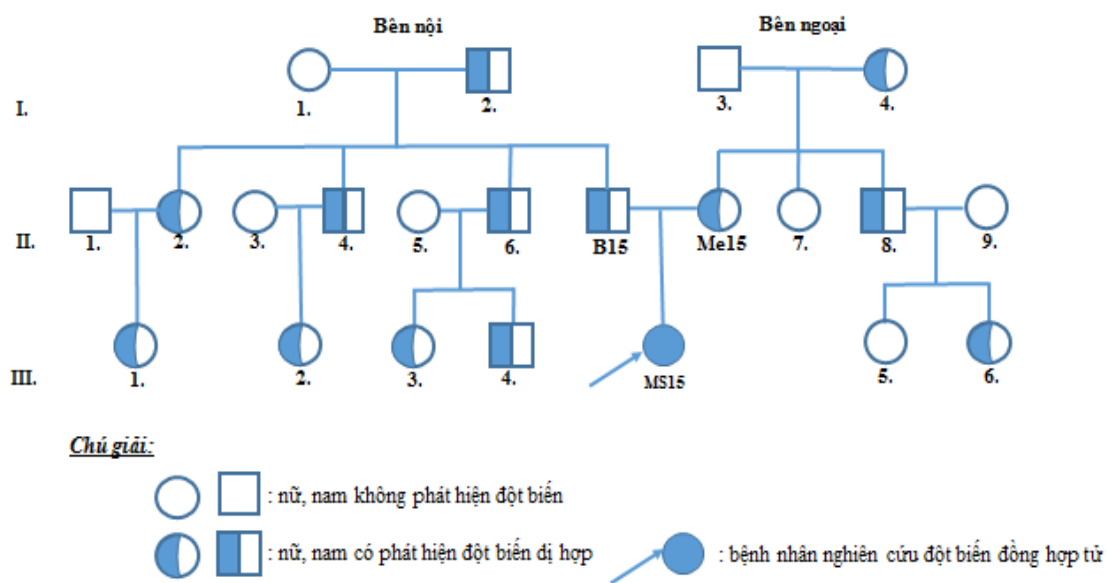 Bên nội Bên ngoại
I.
1. 2. 3. 4.
II.
1. 2. 3. 4. 5. 6. B15 Me15 7. 8. 9.
III.
1. 2. 3. 4. MS15 5. 6.
Chú giải:
: nữ, nam không phát hiện đột biến
: nữ, nam có phát hiện đột biến dị hợp : bệnh nhân nghiên cứu đột biến đồng hợp tử